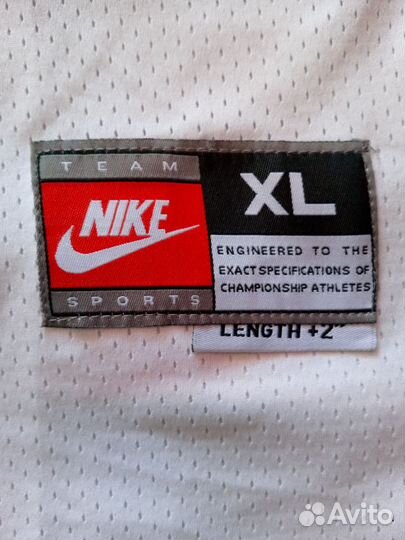 TEAM
NIKE
SPORTS
XL
ENGINEERED TO THE
EXACT SPECIFICATIONS OF
CHAMPIONSHIP ATHLETES
LENGTH +2"
Avito